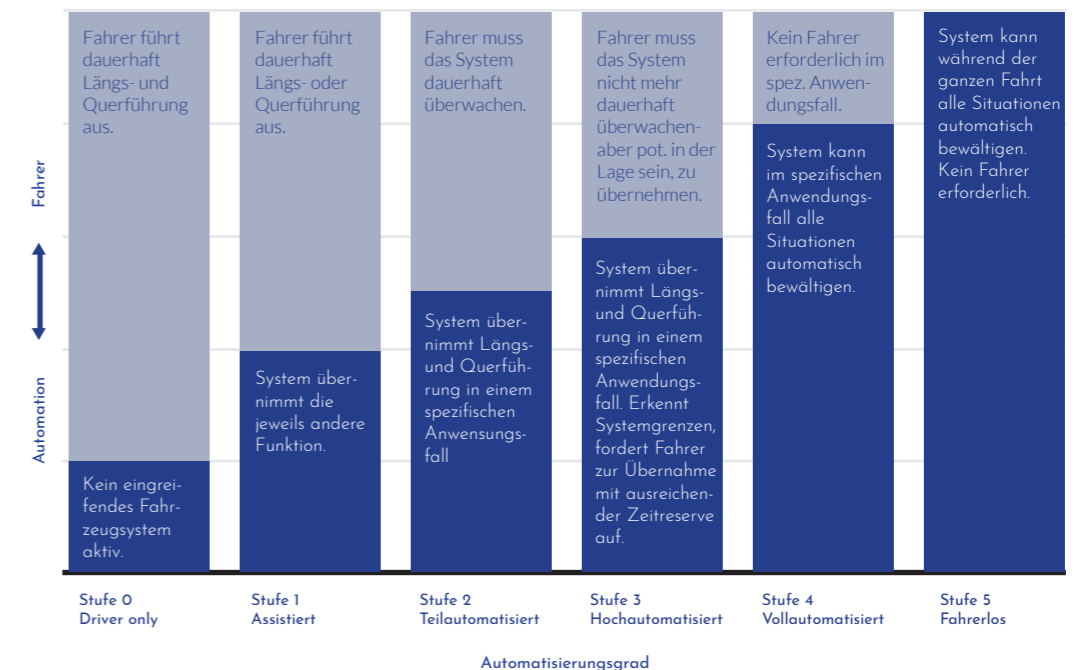 Fahrer führt
dauerhaft
Längs- und
Querführung
aus.
Fahrer führt
dauerhaft
Längs- oder
Querführung
aus.
Fahrer muss
das System
dauerhaft
überwachen.
Fahrer muss
das System
nicht mehr
dauerhaft
überwachen-
aber pot. in der
Lage sein, zu
übernehmen.
Kein Fahrer
erforderlich im
spez. Anwen-
dungsfall.
System kann
während der
ganzen Fahrt
alle Situationen
automatisch
bewältigen.
Kein Fahrer
erforderlich.
Fahrer
Automation
Kein eingrei-
fendes Fahr-
zeugsystem
aktiv.
System über-
nimmt die
jeweils andere
Funktion.
System über-
nimmt Längs-
und Querfüh-
rung in einem
spezifischen
Anwensungs-
fall
System über-
nimmt Längs-
und Querfüh-
rung in einem
spezifischen
Anwendungs-
fall. Erkennt
Systemgrenzen,
fordert Fahrer
zur Übernahme
mit ausreichen-
der Zeitreserve
auf.
System kann
im spezifischen
Anwendungs-
fall alle
Situationen
automatisch
bewältigen.
Stufe 0
Driver only
Stufe 1
Assistiert
Stufe 2
Teilautomatisiert
Stufe 3
Hochautomatisiert
Stufe 4
Vollautomatisiert
Stufe 5
Fahrerlos
Automatisierungsgrad